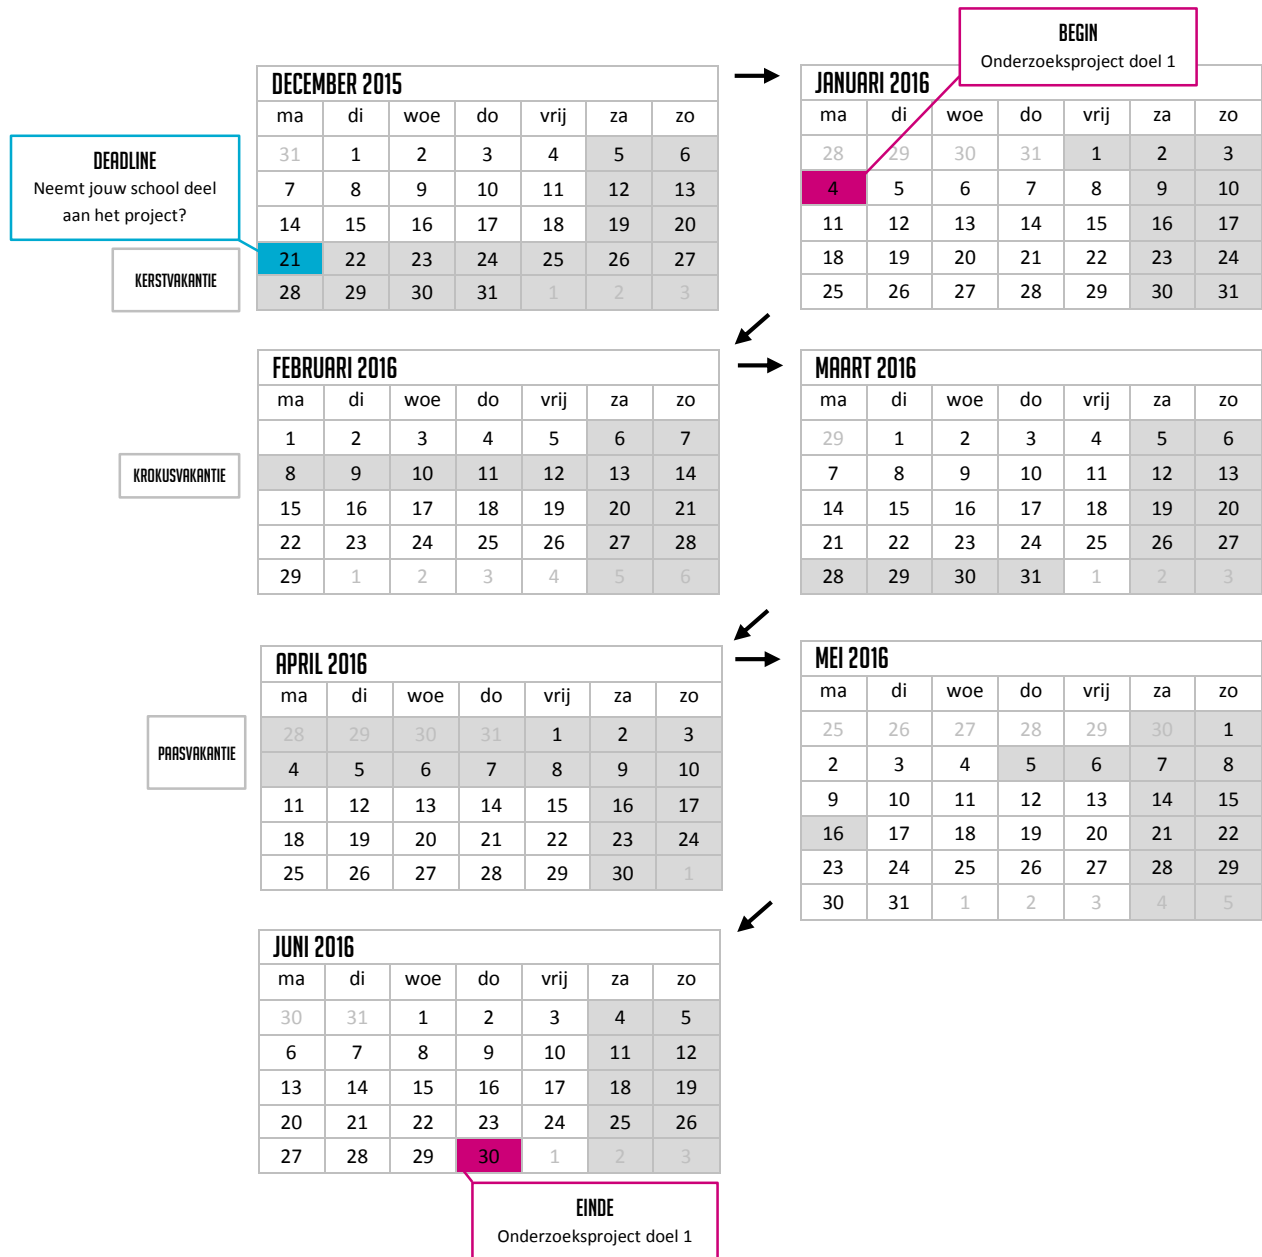 BEGIN
Onderzoeksproject doel 1
DECEMBER 2015
ma di woe do vrij za zo
31 1 2 3 4 5 6
7 8 9 10 11 12 13
14 15 16 17 18 19 20
21 22 23 24 25 26 27
28 29 30 31 1 2 3
DEADLINE
Neemt jouw school deel
aan het project?
KERSTVAKANTIE
JANUARI 2016
ma di woe do vrij za zo
28 29 30 31 1 2 3
4 5 6 7 8 9 10
11 12 13 14 15 16 17
18 19 20 21 22 23 24
25 26 27 28 29 30 31
FEBRUARI 2016
ma di woe do vrij za zo
1 2 3 4 5 6 7
8 9 10 11 12 13 14
15 16 17 18 19 20 21
22 23 24 25 26 27 28
29 1 2 3 4 5 6
KROKUSVAKANTIE
MAART 2016
ma di woe do vrij za zo
29 1 2 3 4 5 6
7 8 9 10 11 12 13
14 15 16 17 18 19 20
21 22 23 24 25 26 27
28 29 30 31 1 2 3
APRIL 2016
ma di woe do vrij za zo
28 29 30 31 1 2 3
4 5 6 7 8 9 10
11 12 13 14 15 16 17
18 19 20 21 22 23 24
25 26 27 28 29 30 1
PAASVAKANTIE
MEI 2016
ma di woe do vrij za zo
25 26 27 28 29 30 1
2 3 4 5 6 7 8
9 10 11 12 13 14 15
16 17 18 19 20 21 22
23 24 25 26 27 28 29
30 31 1 2 3 4 5
JUNI 2016
ma di woe do vrij za zo
30 31 1 2 3 4 5
6 7 8 9 10 11 12
13 14 15 16 17 18 19
20 21 22 23 24 25 26
27 28 29 30 1 2 3
EINDE
Onderzoeksproject doel 1